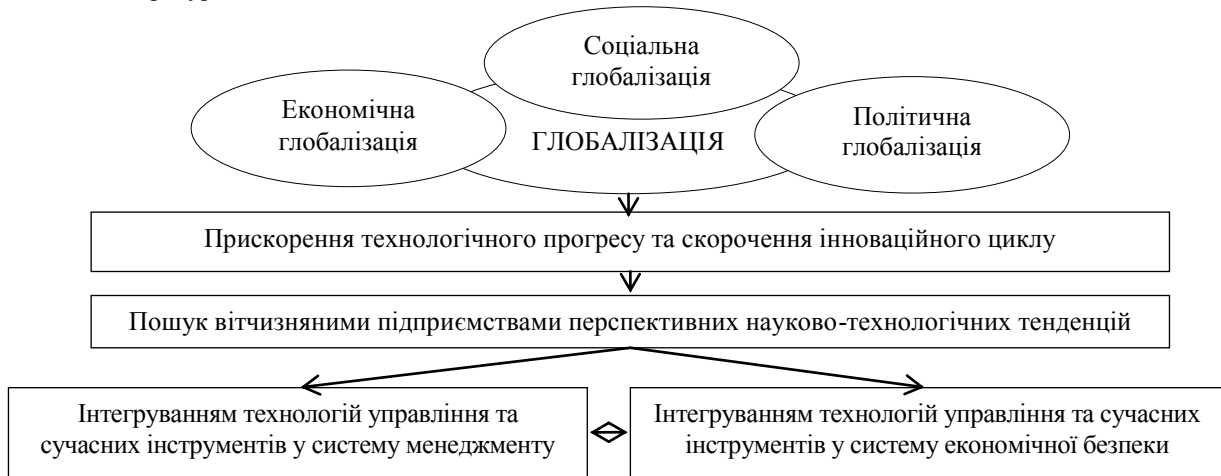 Соціальна
глобалізація
Економічна
глобалізація
ГЛОБАЛІЗАЦІЯ
Політична
глобалізація
Прискорення технологічного прогресу та скорочення інноваційного циклу
Пошук вітчизняними підприємствами перспективних науково-технологічних тенденцій
Інтегруванням технологій управління та
сучасних інструментів у систему менеджменту
Інтегруванням технологій управління та сучасних
інструментів у систему економічної безпеки